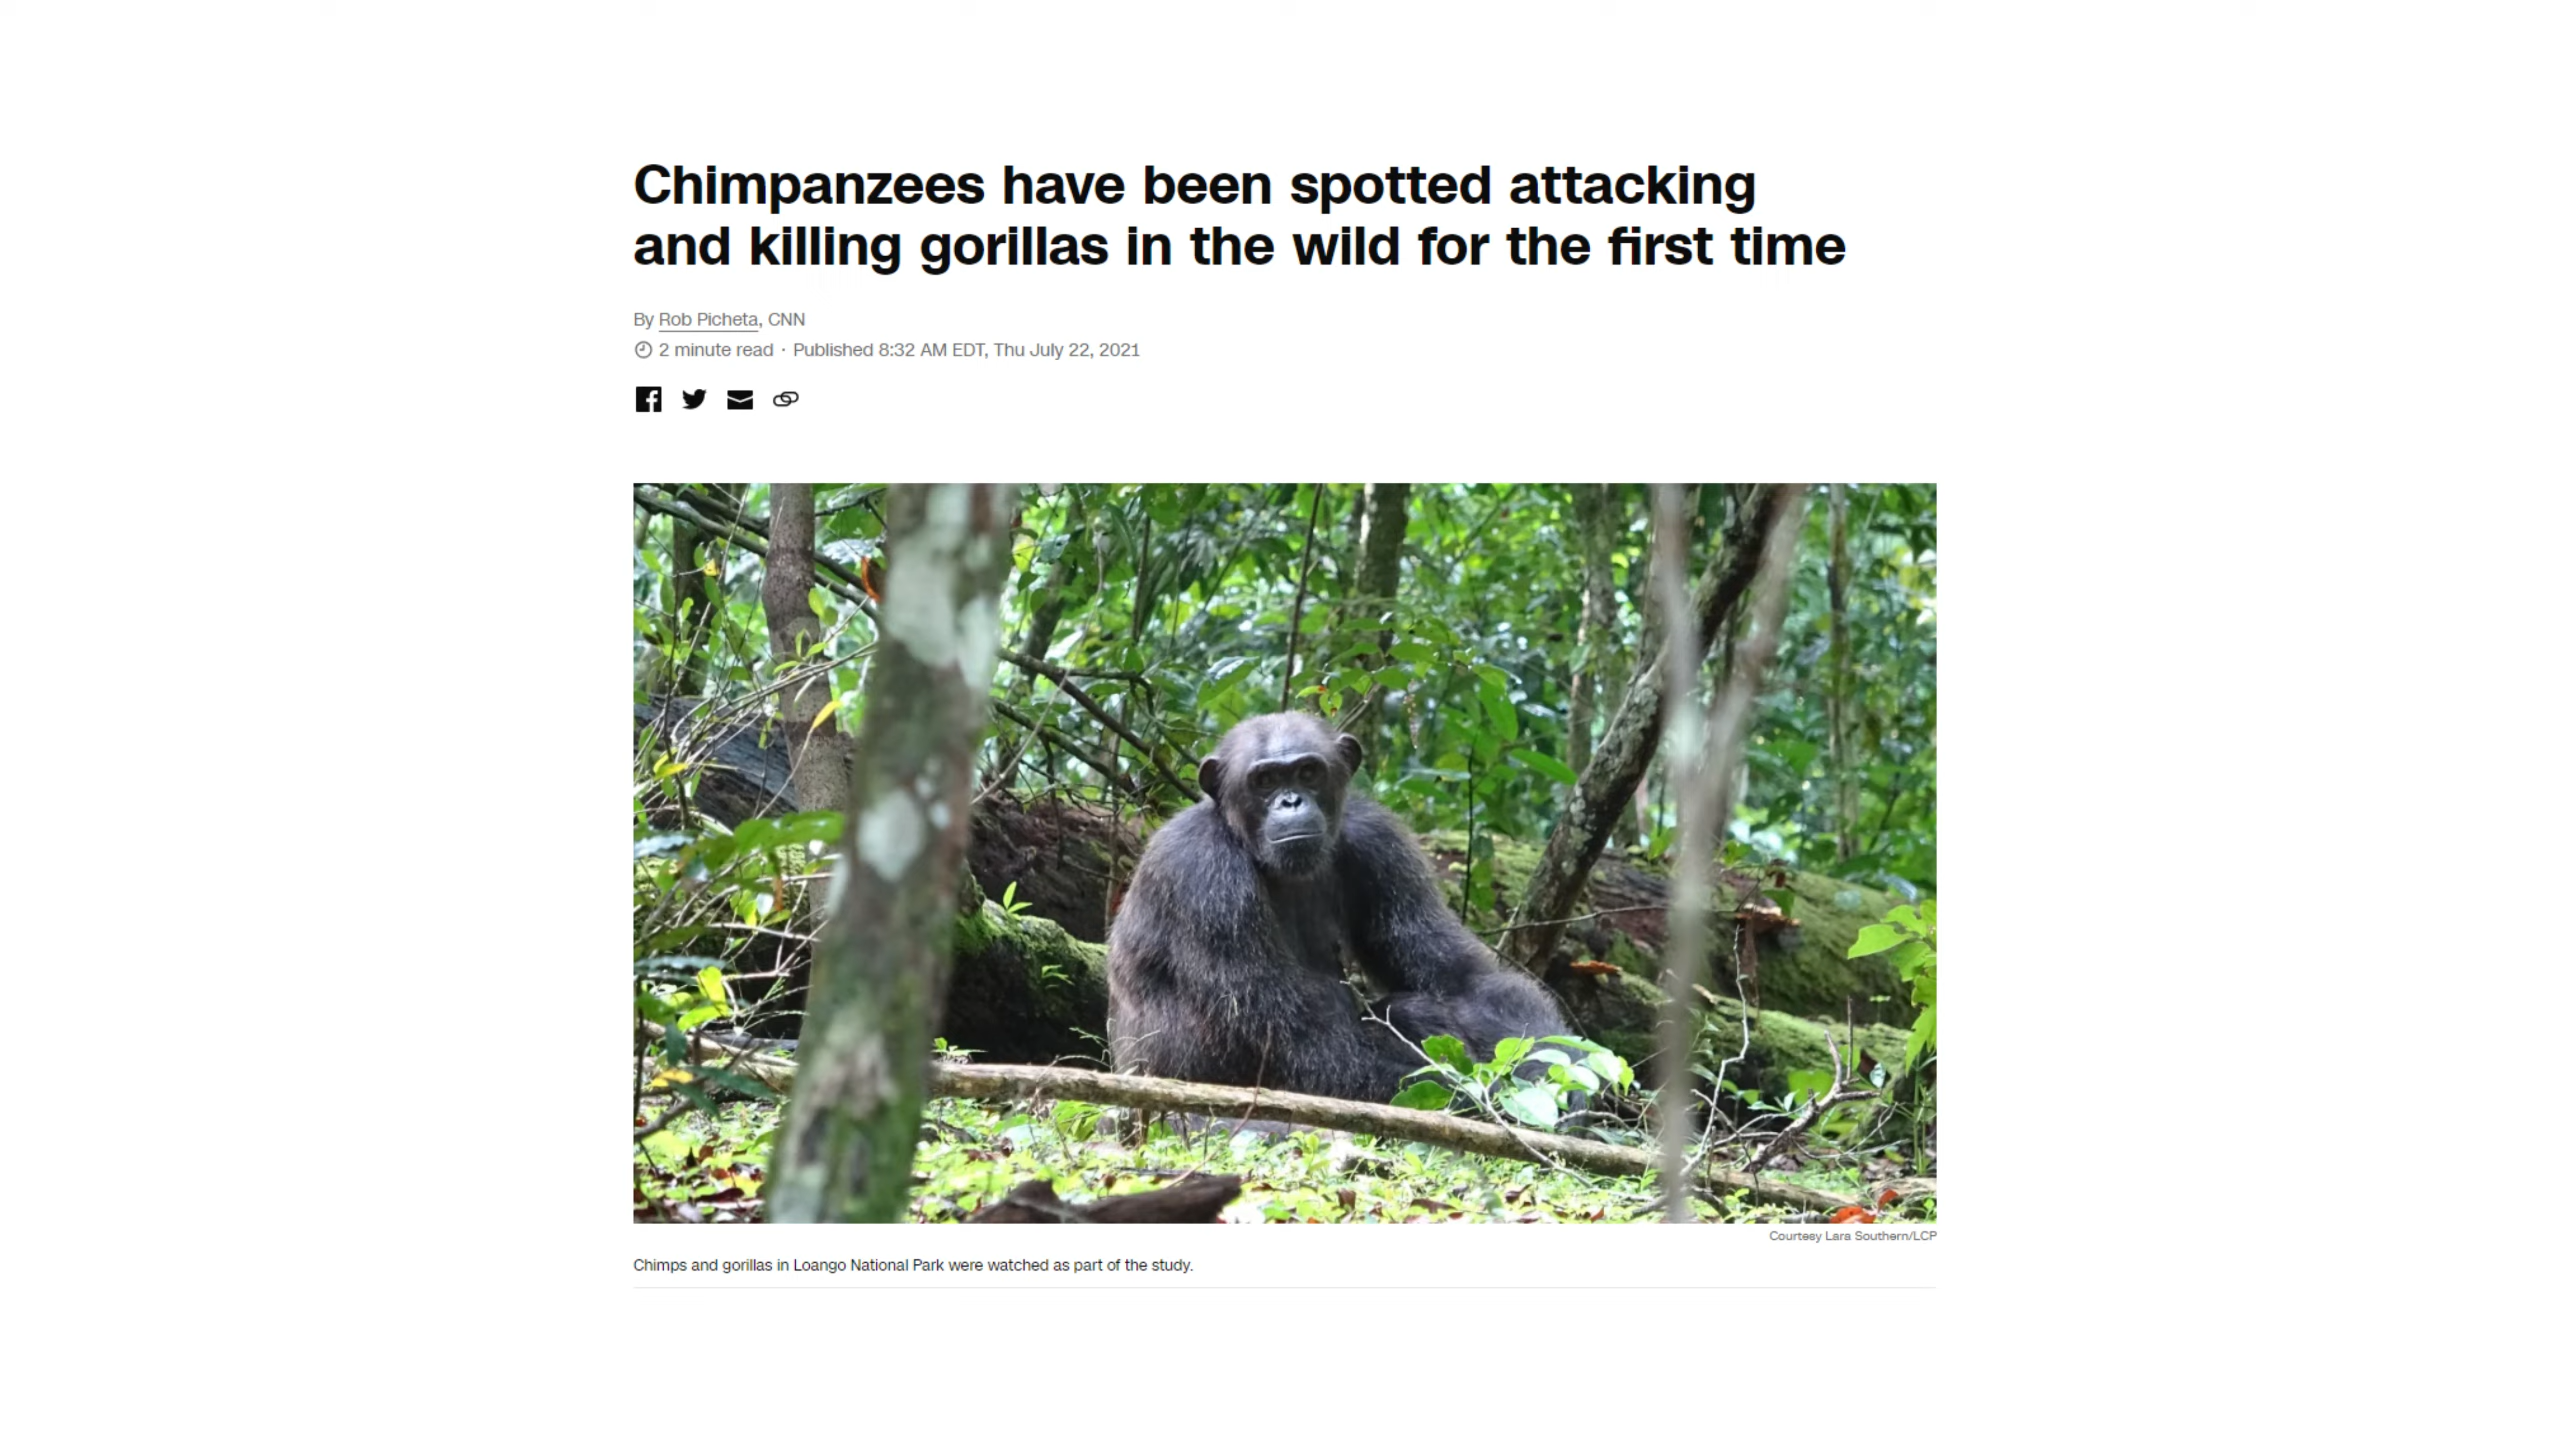 Chimpanzees have been spotted attacking
and killing gorillas in the wild for the first time
By Rob Picheta, CNN
2 minute read · Published 8:32 AM EDT, Thu July 22, 2021
Courtesy Lara Southern/LCP
Chimps and gorillas in Loango National Park were watched as part of the study.